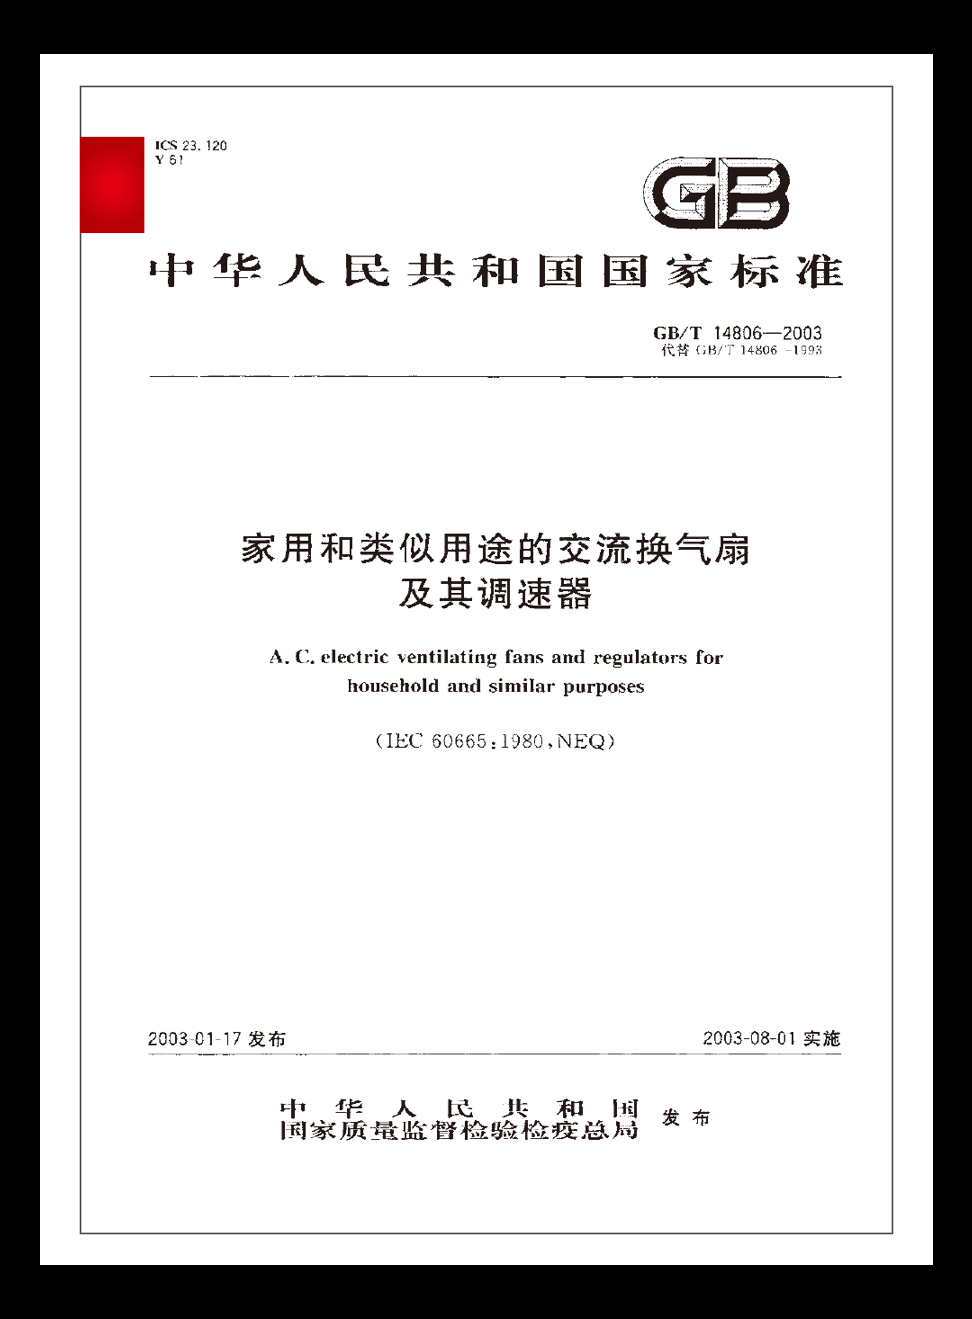 ICS 23.120
Y 61
GB
中华人民共和国国家标准
GB/T 14806—2003
代替 GB/T 14806—1993
家用和类似用途的交流换气扇
及其调速器
A.C. electric ventilating fans and regulators for
household and similar purposes
(IEC 60665:1980,NEQ)
2003-01-17 发布
2003-08-01 实施
中华人民共和国
国家质量监督检验检疫总局
发布